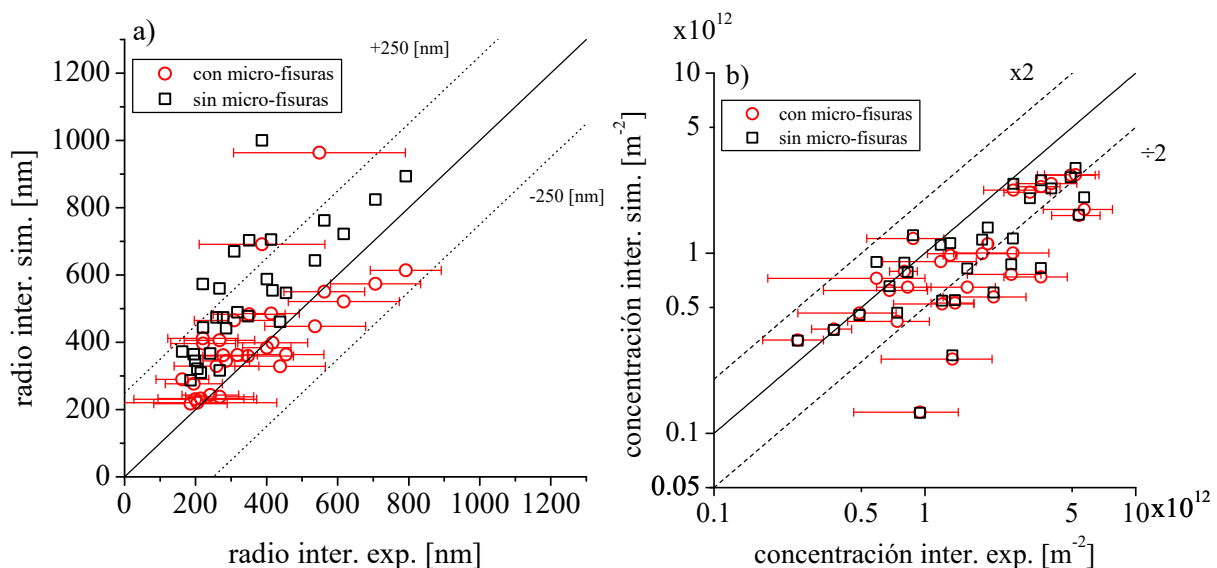 a)
+250 [nm]
-250 [nm]
con micro-fisuras
sin micro-fisuras
1200
1000
800
600
400
200
0
0 200 400 600 800 1000 1200
radio inter. sim. [nm]
radio inter. exp. [nm]
x10¹²
b)
x2
÷2
con micro-fisuras
sin micro-fisuras
10
5
1
0.5
0.1
0.05
0.1 0.5 1 5 10 x10¹²
concentración inter. sim. [m⁻²]
concentración inter. exp. [m⁻²]